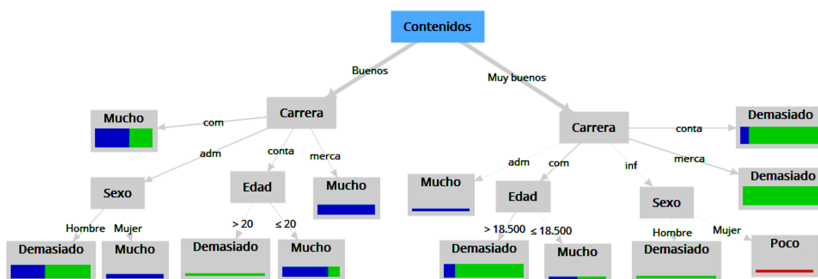 Contenidos
Buenos
Muy buenos
Mucho
com
Carrera
Carrera
conta
Demasiado
adm
conta
merca
adm
com
inf
merca
Demasiado
Sexo
Edad
Mucho
Mucho
Edad
Sexo
Hombre
Mujer
> 20
≤ 20
> 18.500
≤ 18.500
Hombre
Mujer
Demasiado
Mucho
Demasiado
Mucho
Demasiado
Mucho
Demasiado
Poco